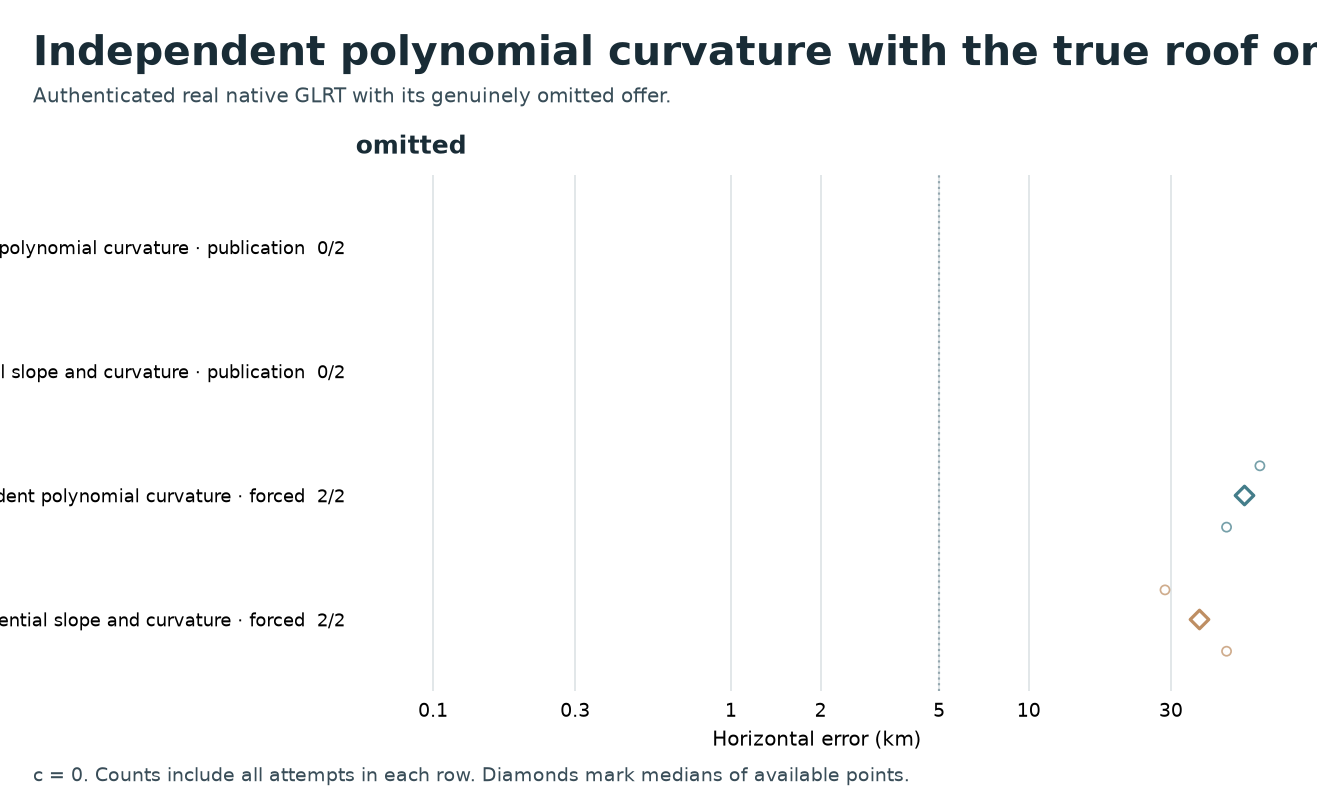 Independent polynomial curvature with the true roof
Authenticated real native GLRT with its genuinely omitted offer.
omitted
polynomial curvature · publication 0/2
slope and curvature · publication 0/2
polynomial curvature · forced 2/2
slope and curvature · forced 2/2
0.1 0.3 1 2 5 10 30
Horizontal error (km)
c = 0. Counts include all attempts in each row. Diamonds mark medians of available points.